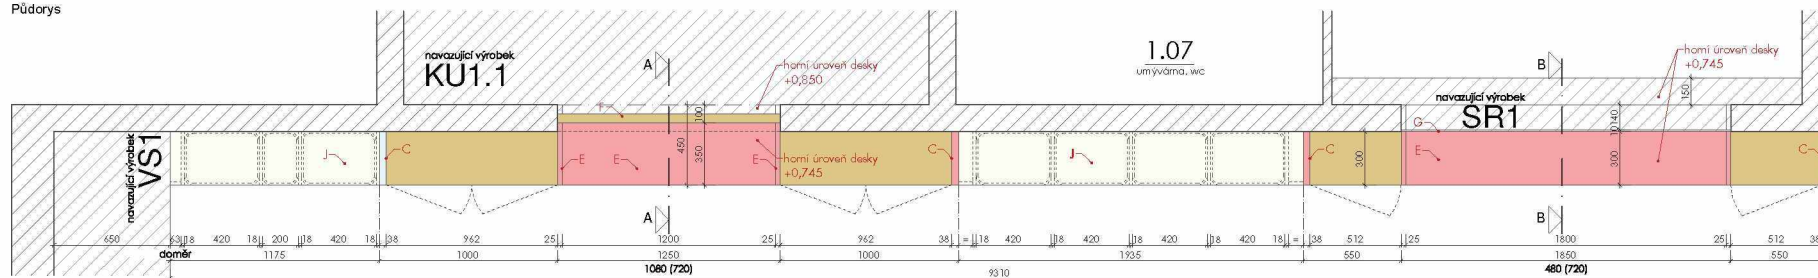 Půdorys
navazující výrobek
KU1.1
A
horní úroveň desky
+0,850
1.07
umývárna, wc
B
horní úroveň desky
+0,745
navazující výrobek
SR1
150
F
100
450
350
G
10 140
300
300
navazující výrobek
VS1
J
C
E
E
E
horní úroveň desky
+0,745
C
J
C
E
C
A
B
650 63 18 420 18 200 18 420 18 38 962 25 1200 25 962 38 = 18 420 18 420 18 420 18 420 18 = 38 512 25 1800 25 512 38
doměr 1175 1000 1250 1000 1935 550 1850 550
1080 (720) 480 (720)
9310